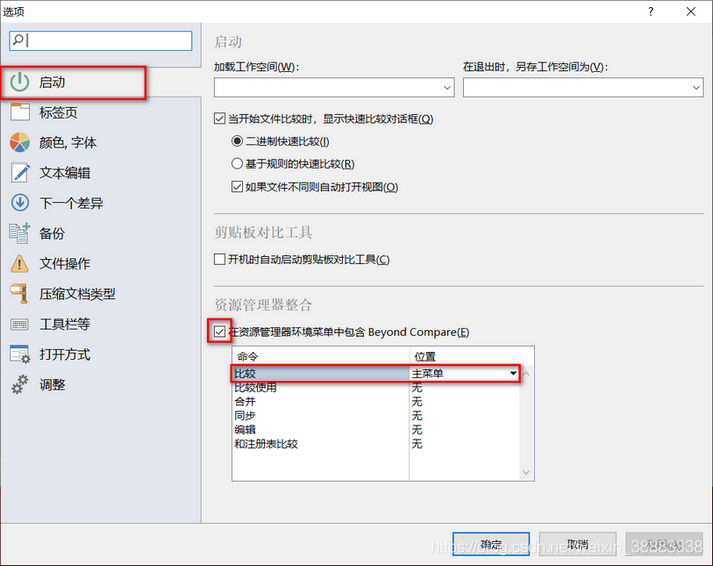 选项
启动
标签页
颜色, 字体
文本编辑
下一个差异
备份
文件操作
压缩文档类型
工具栏等
打开方式
调整
启动
加载工作空间(W):
在退出时，另存工作空间为(V):
当开始文件比较时，显示快速比较对话框(Q)
二进制快速比较(I)
基于规则的快速比较(R)
如果文件不同则自动打开视图(O)
剪贴板对比工具
开机时自动启动剪贴板对比工具(C)
资源管理器整合
在资源管理器环境菜单中包含 Beyond Compare(E)
命令 位置
比较 主菜单
比较使用 无
合并 无
同步 无
编辑 无
和注册表比较 无
确定 取消